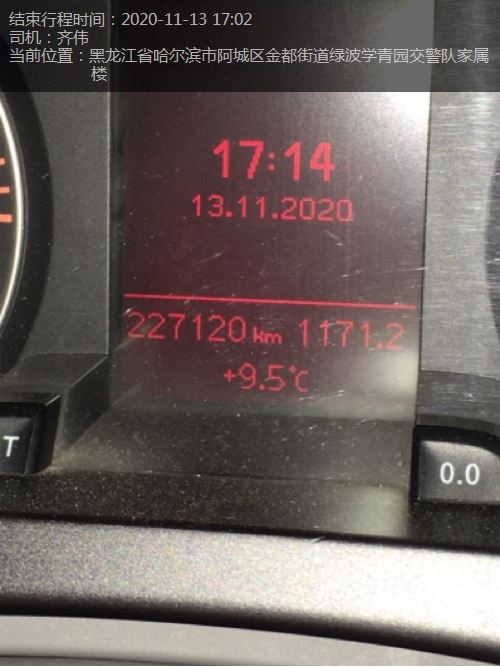 结束行程时间：2020-11-13 17:02
司机：齐伟
当前位置：黑龙江省哈尔滨市阿城区金都街道绿波学青园交警队家属
楼
17:14
13.11.2020
227120 km 1171.2
+9.5℃
T
0.0